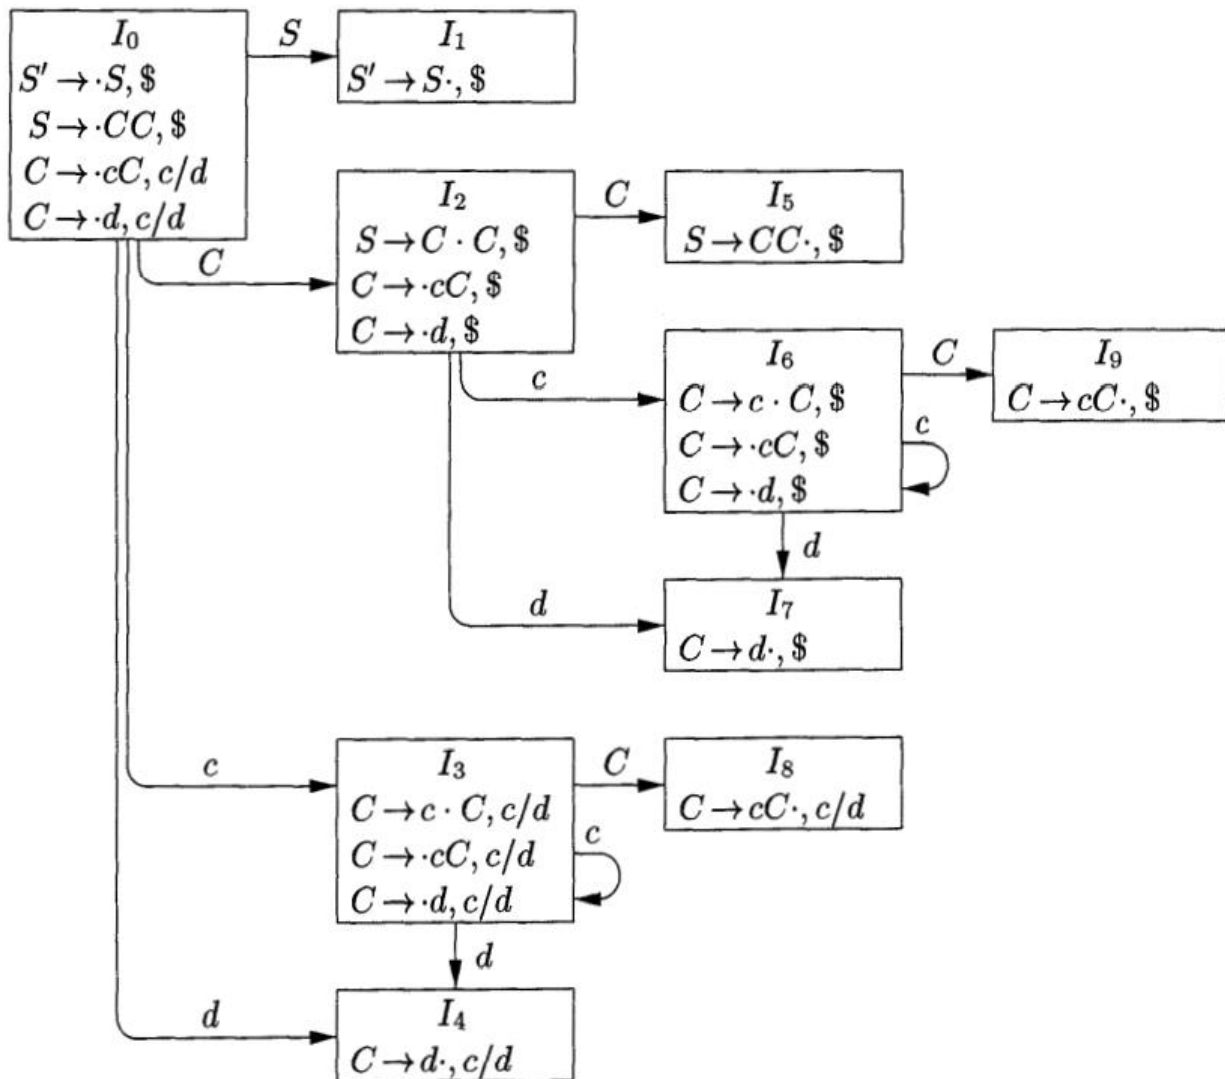 I₀
S' → ·S, $
S → ·CC, $
C → ·cC, c/d
C → ·d, c/d
S
I₁
S' → S·, $
C
I₂
S → C · C, $
C → ·cC, $
C → ·d, $
C
I₅
S → CC·, $
c
I₆
C → c · C, $
C → ·cC, $
C → ·d, $
C
I₉
C → cC·, $
c
d
d
I₇
C → d·, $
c
I₃
C → c · C, c/d
C → ·cC, c/d
C → ·d, c/d
C
I₈
C → cC·, c/d
c
d
d
I₄
C → d·, c/d